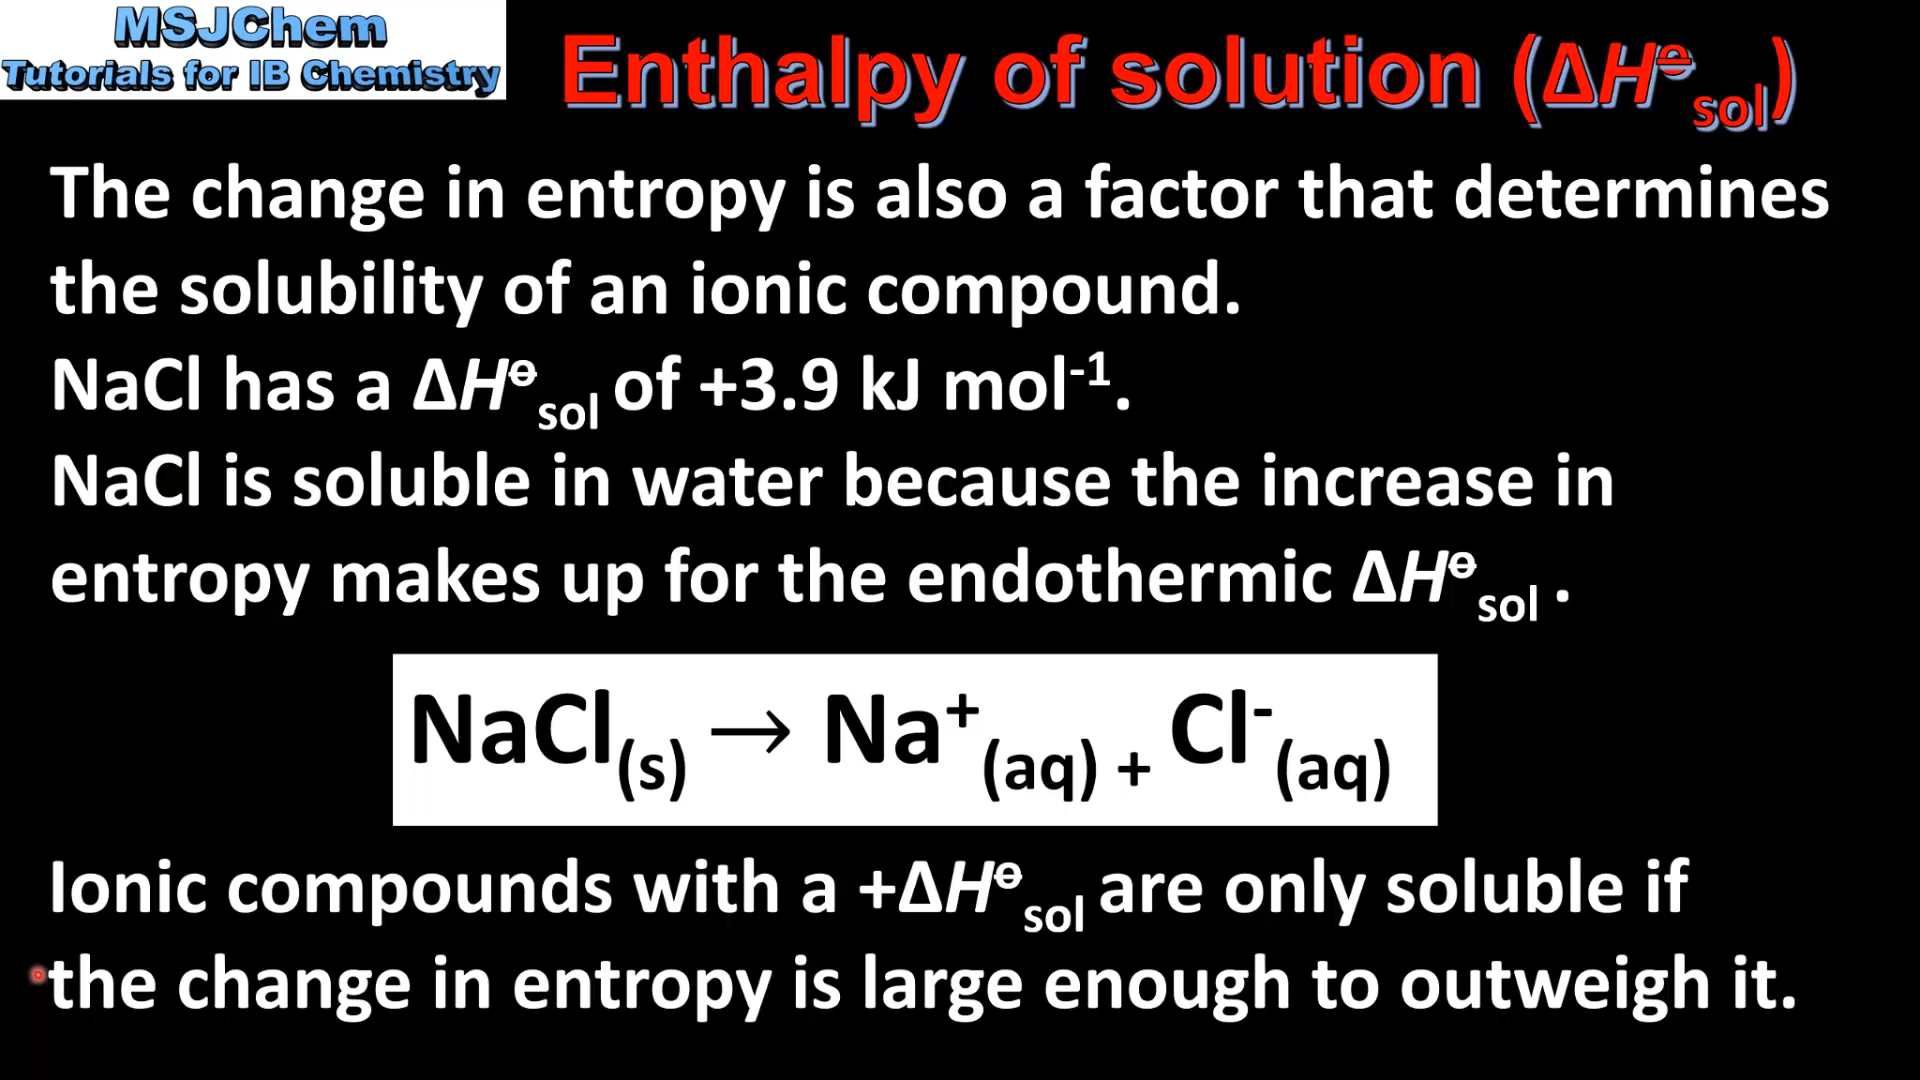 MSJChem
Tutorials for IB Chemistry
Enthalpy of solution (ΔH⦵sol)
The change in entropy is also a factor that determines
the solubility of an ionic compound.
NaCl has a ΔH⦵sol of +3.9 kJ mol-1.
NaCl is soluble in water because the increase in
entropy makes up for the endothermic ΔH⦵sol .
NaCl(s) → Na+(aq) + Cl-(aq)
Ionic compounds with a +ΔH⦵sol are only soluble if
the change in entropy is large enough to outweigh it.